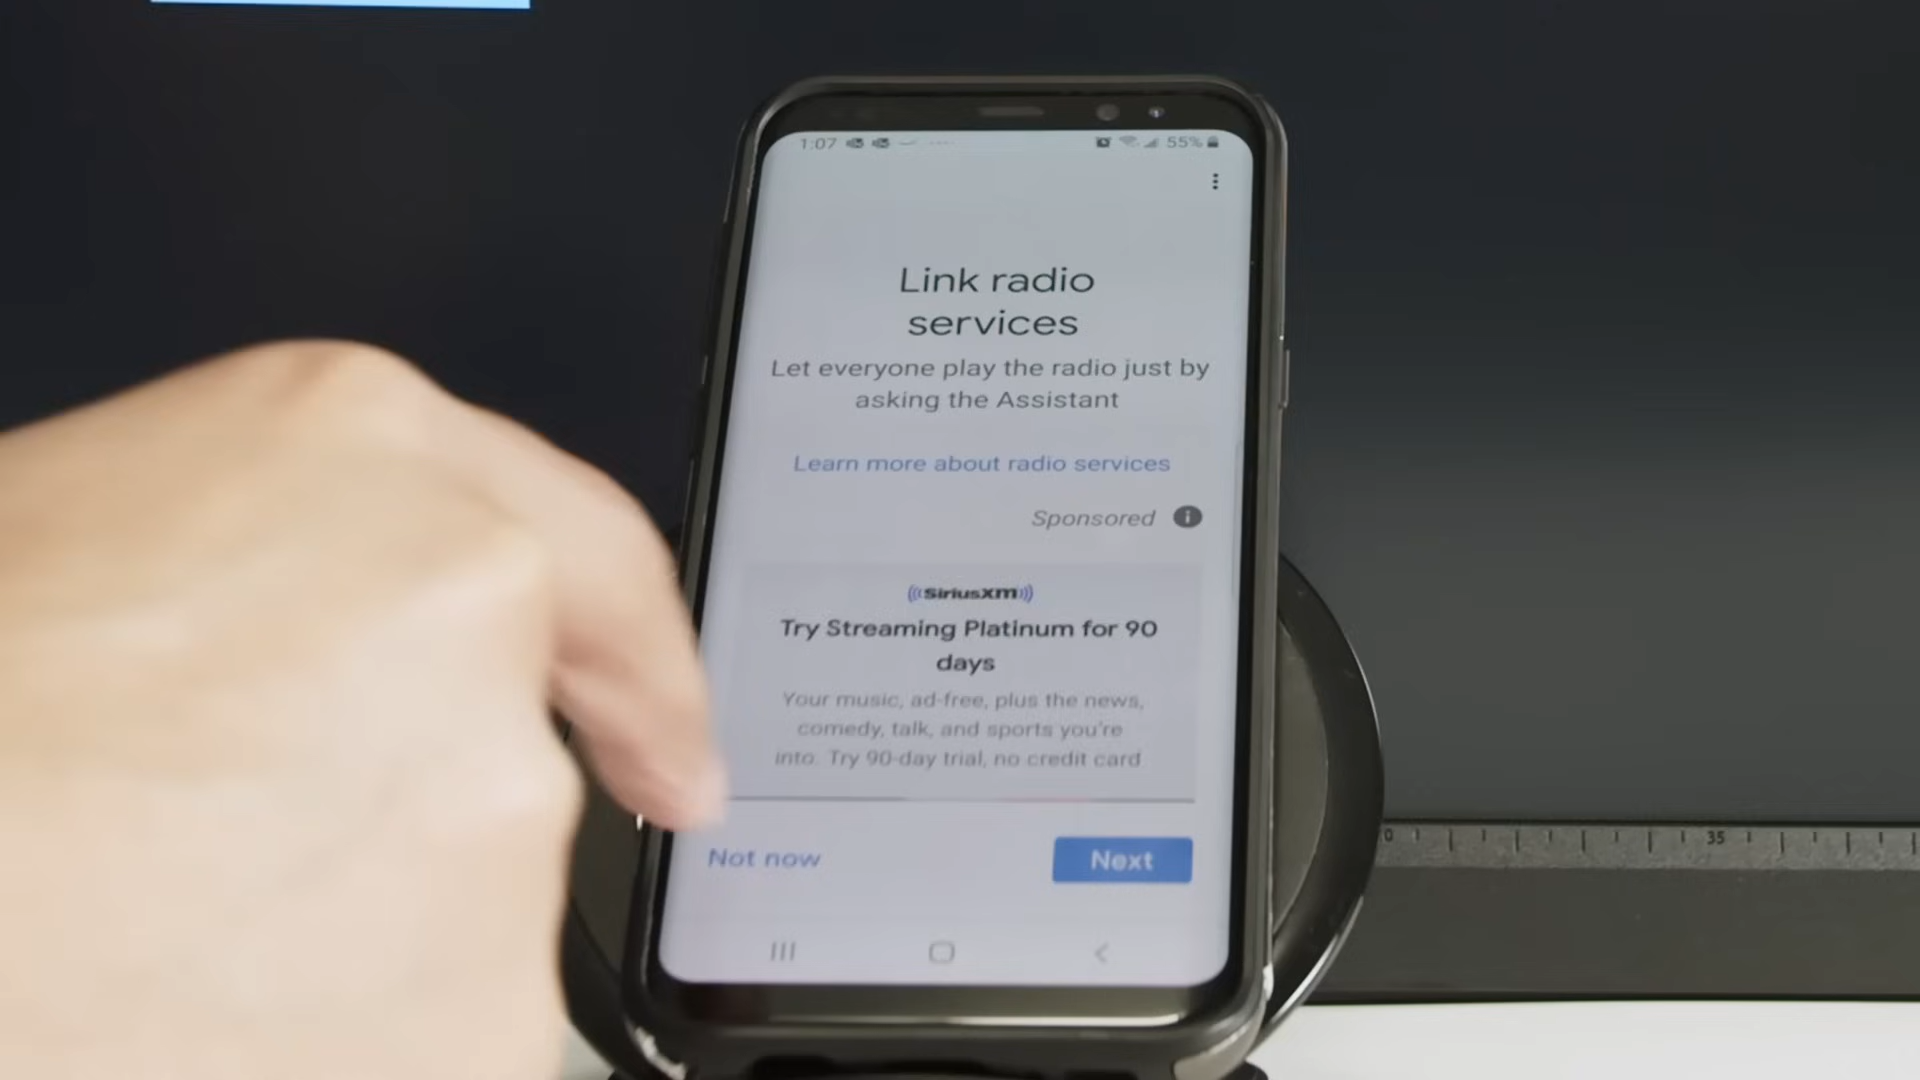 1:07
55%
Link radio
services
Let everyone play the radio just by
asking the Assistant
Learn more about radio services
Sponsored
SiriusXM
Try Streaming Platinum for 90
days
Your music, ad-free, plus the news,
comedy, talk, and sports you're
into. Try 90-day trial, no credit card
Not now
Next
35